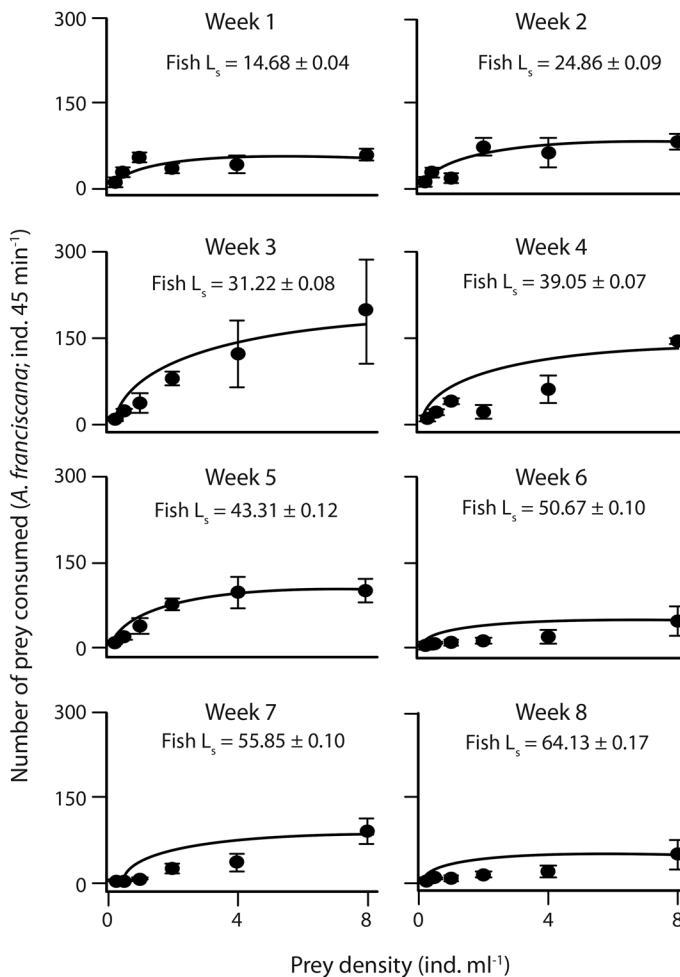 Number of prey consumed (A. franciscana; ind. 45 min⁻¹)
Week 1
Fish Lₛ = 14.68 ± 0.04
300
150
0
Week 2
Fish Lₛ = 24.86 ± 0.09
Week 3
Fish Lₛ = 31.22 ± 0.08
300
150
0
Week 4
Fish Lₛ = 39.05 ± 0.07
Week 5
Fish Lₛ = 43.31 ± 0.12
300
150
0
Week 6
Fish Lₛ = 50.67 ± 0.10
Week 7
Fish Lₛ = 55.85 ± 0.10
300
150
0
Week 8
Fish Lₛ = 64.13 ± 0.17
0 4 8
0 4 8
Prey density (ind. ml⁻¹)